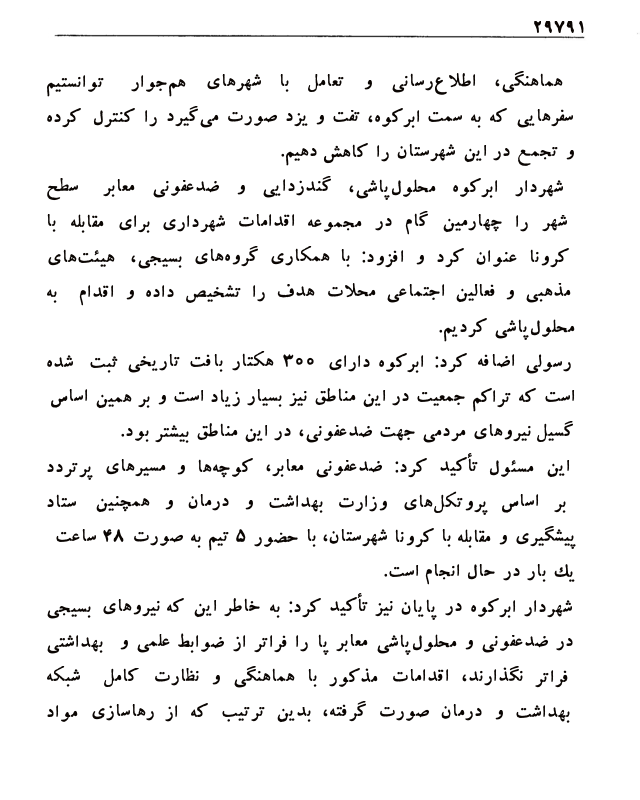 ۲۹۷۹۱
هماهنگی، اطلاع‌رسانی و تعامل با شهرهای هم‌جوار توانستیم
سفرهایی که به سمت ابرکوه، تفت و یزد صورت می‌گیرد را کنترل کرده
و تجمع در این شهرستان را کاهش دهیم.
شهردار ابرکوه محلول‌پاشی، گندزدایی و ضدعفونی معابر سطح
شهر را چهارمین گام در مجموعه اقدامات شهرداری برای مقابله با
کرونا عنوان کرد و افزود: با همکاری گروه‌های بسیجی، هیئت‌های
مذهبی و فعالین اجتماعی محلات هدف را تشخیص داده و اقدام به
محلول‌پاشی کردیم.
رسولی اضافه کرد: ابرکوه دارای ۳۰۰ هکتار بافت تاریخی ثبت شده
است که تراکم جمعیت در این مناطق نیز بسیار زیاد است و بر همین اساس
گسیل نیروهای مردمی جهت ضدعفونی، در این مناطق بیشتر بود.
این مسئول تأکید کرد: ضدعفونی معابر، کوچه‌ها و مسیرهای پرتردد
بر اساس پروتکل‌های وزارت بهداشت و درمان و همچنین ستاد
پیشگیری و مقابله با کرونا شهرستان، با حضور ۵ تیم به صورت ۴۸ ساعت
یك بار در حال انجام است.
شهردار ابرکوه در پایان نیز تأکید کرد: به خاطر این که نیروهای بسیجی
در ضدعفونی و محلول‌پاشی معابر پا را فراتر از ضوابط علمی و بهداشتی
فراتر نگذارند، اقدامات مذکور با هماهنگی و نظارت کامل شبکه
بهداشت و درمان صورت گرفته، بدین ترتیب که از رهاسازی مواد